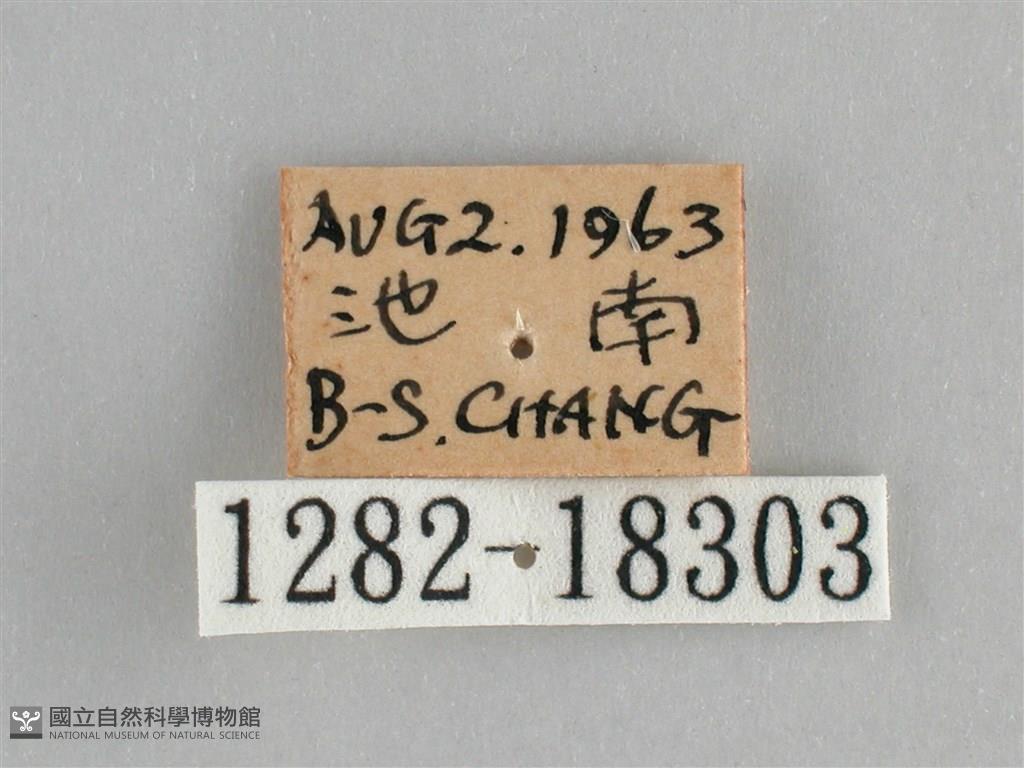 AUG2.1963
池 南
B-S.CHANG
1282-18303
國立自然科學博物館
NATIONAL MUSEUM OF NATURAL SCIENCE